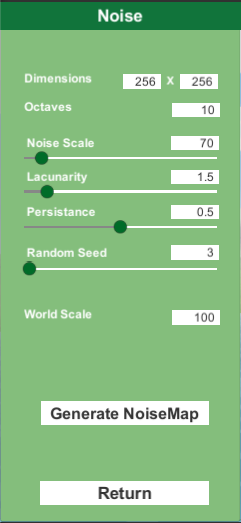 Noise
Dimensions 256 X 256
Octaves 10
Noise Scale 70
Lacunarity 1.5
Persistance 0.5
Random Seed 3
World Scale 100
Generate NoiseMap
Return